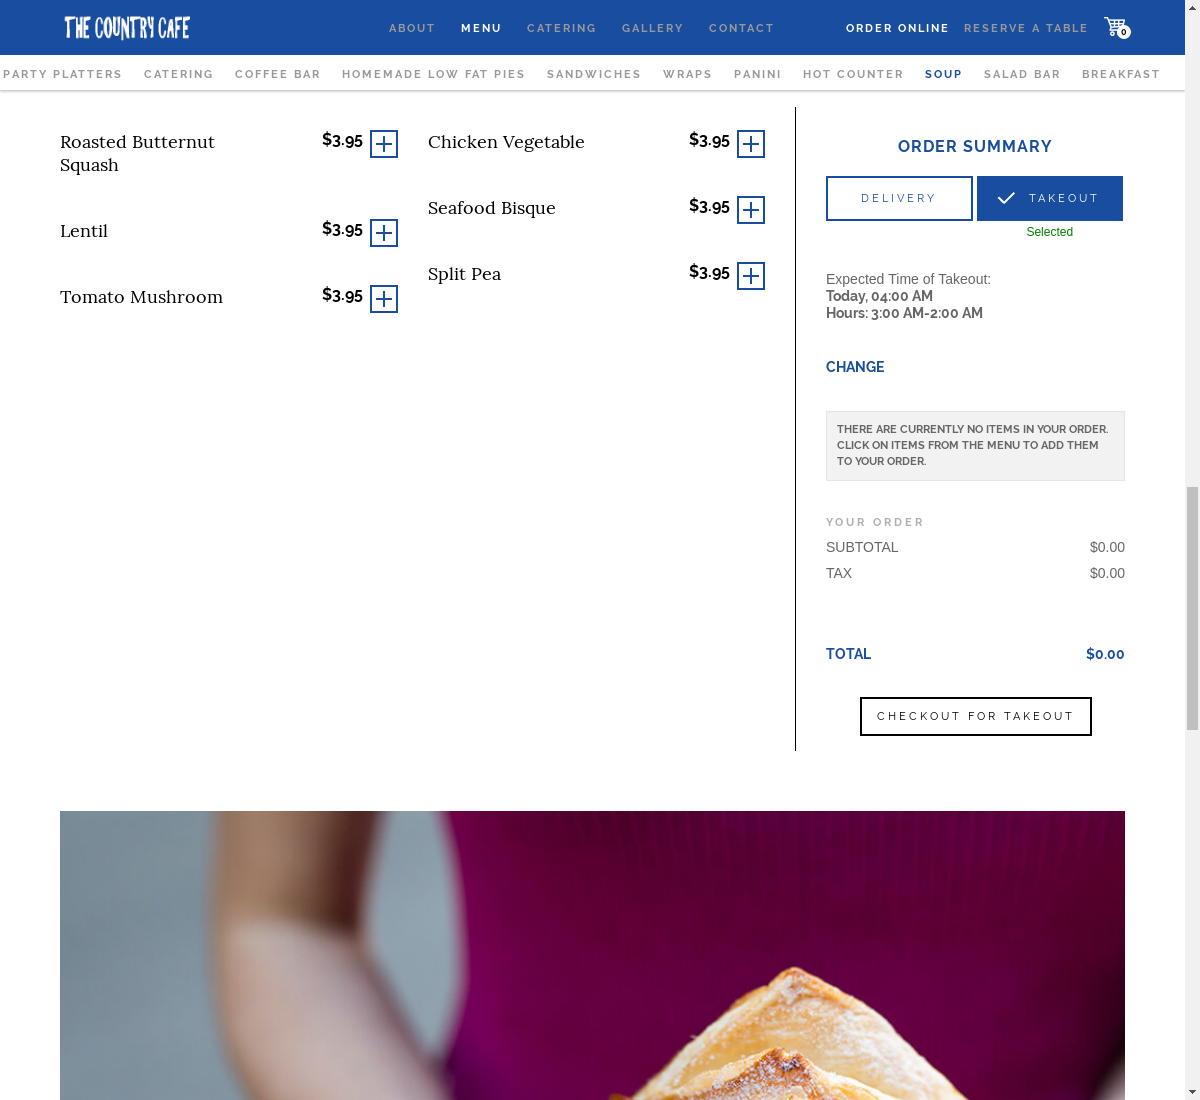 THE COUNTRY CAFE
ABOUT MENU CATERING GALLERY CONTACT ORDER ONLINE RESERVE A TABLE 0
PARTY PLATTERS CATERING COFFEE BAR HOMEMADE LOW FAT PIES SANDWICHES WRAPS PANINI HOT COUNTER SOUP SALAD BAR BREAKFAST
Roasted Butternut
Squash
$3.95
Lentil
$3.95
Tomato Mushroom
$3.95
Chicken Vegetable
$3.95
Seafood Bisque
$3.95
Split Pea
$3.95
ORDER SUMMARY
DELIVERY
TAKEOUT
Selected
Expected Time of Takeout:
Today, 04:00 AM
Hours: 3:00 AM-2:00 AM
CHANGE
THERE ARE CURRENTLY NO ITEMS IN YOUR ORDER.
CLICK ON ITEMS FROM THE MENU TO ADD THEM
TO YOUR ORDER.
YOUR ORDER
SUBTOTAL $0.00
TAX $0.00
TOTAL $0.00
CHECKOUT FOR TAKEOUT